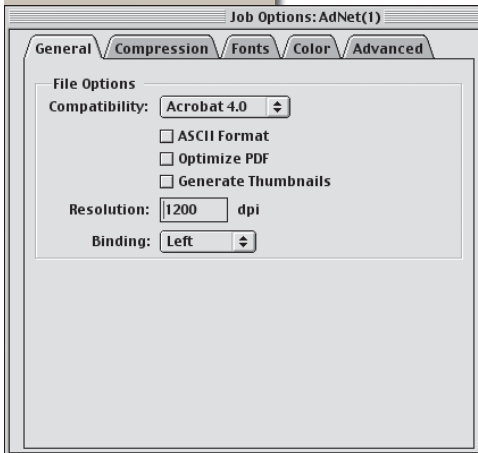 Job Options: AdNet(1)
General Compression Fonts Color Advanced
File Options
Compatibility: Acrobat 4.0
ASCII Format
Optimize PDF
Generate Thumbnails
Resolution: 1200 dpi
Binding: Left